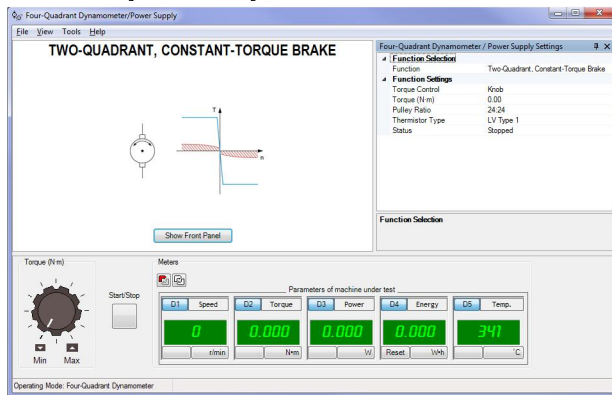 Four-Quadrant Dynamometer/Power Supply
File View Tools Help
TWO-QUADRANT, CONSTANT-TORQUE BRAKE
T
n
Show Front Panel
Four-Quadrant Dynamometer / Power Supply Settings
Function Selection
Function Two-Quadrant, Constant-Torque Brake
Function Settings
Torque Control Knob
Torque (N·m) 0.00
Pulley Ratio 24:24
Thermistor Type LV Type 1
Status Stopped
Function Selection
Torque (N·m)
Min Max
Start/Stop
Meters
Parameters of machine under test
D1 Speed D2 Torque D3 Power D4 Energy D5 Temp.
0 0.000 0.000 0.000 341
r/min N•m W Reset W•h °C
Operating Mode: Four-Quadrant Dynamometer